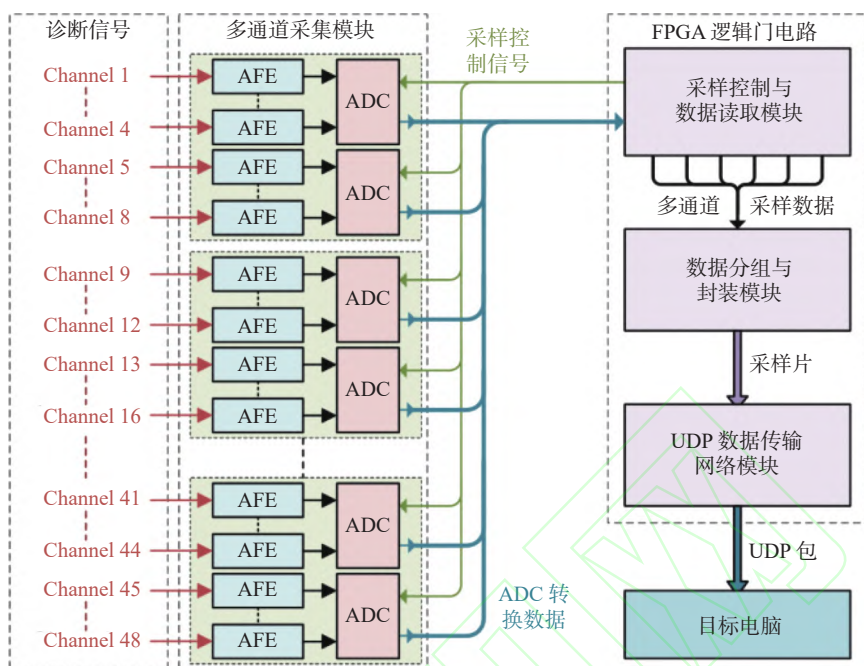 诊断信号
Channel 1
Channel 4
Channel 5
Channel 8
Channel 9
Channel 12
Channel 13
Channel 16
Channel 41
Channel 44
Channel 45
Channel 48
多通道采集模块
AFE
AFE
ADC
AFE
AFE
ADC
AFE
AFE
ADC
AFE
AFE
ADC
AFE
AFE
ADC
AFE
AFE
ADC
采样控
制信号
ADC 转
换数据
FPGA 逻辑门电路
采样控制与
数据读取模块
多通道 采样数据
数据分组与
封装模块
采样片
UDP 数据传输
网络模块
UDP 包
目标电脑